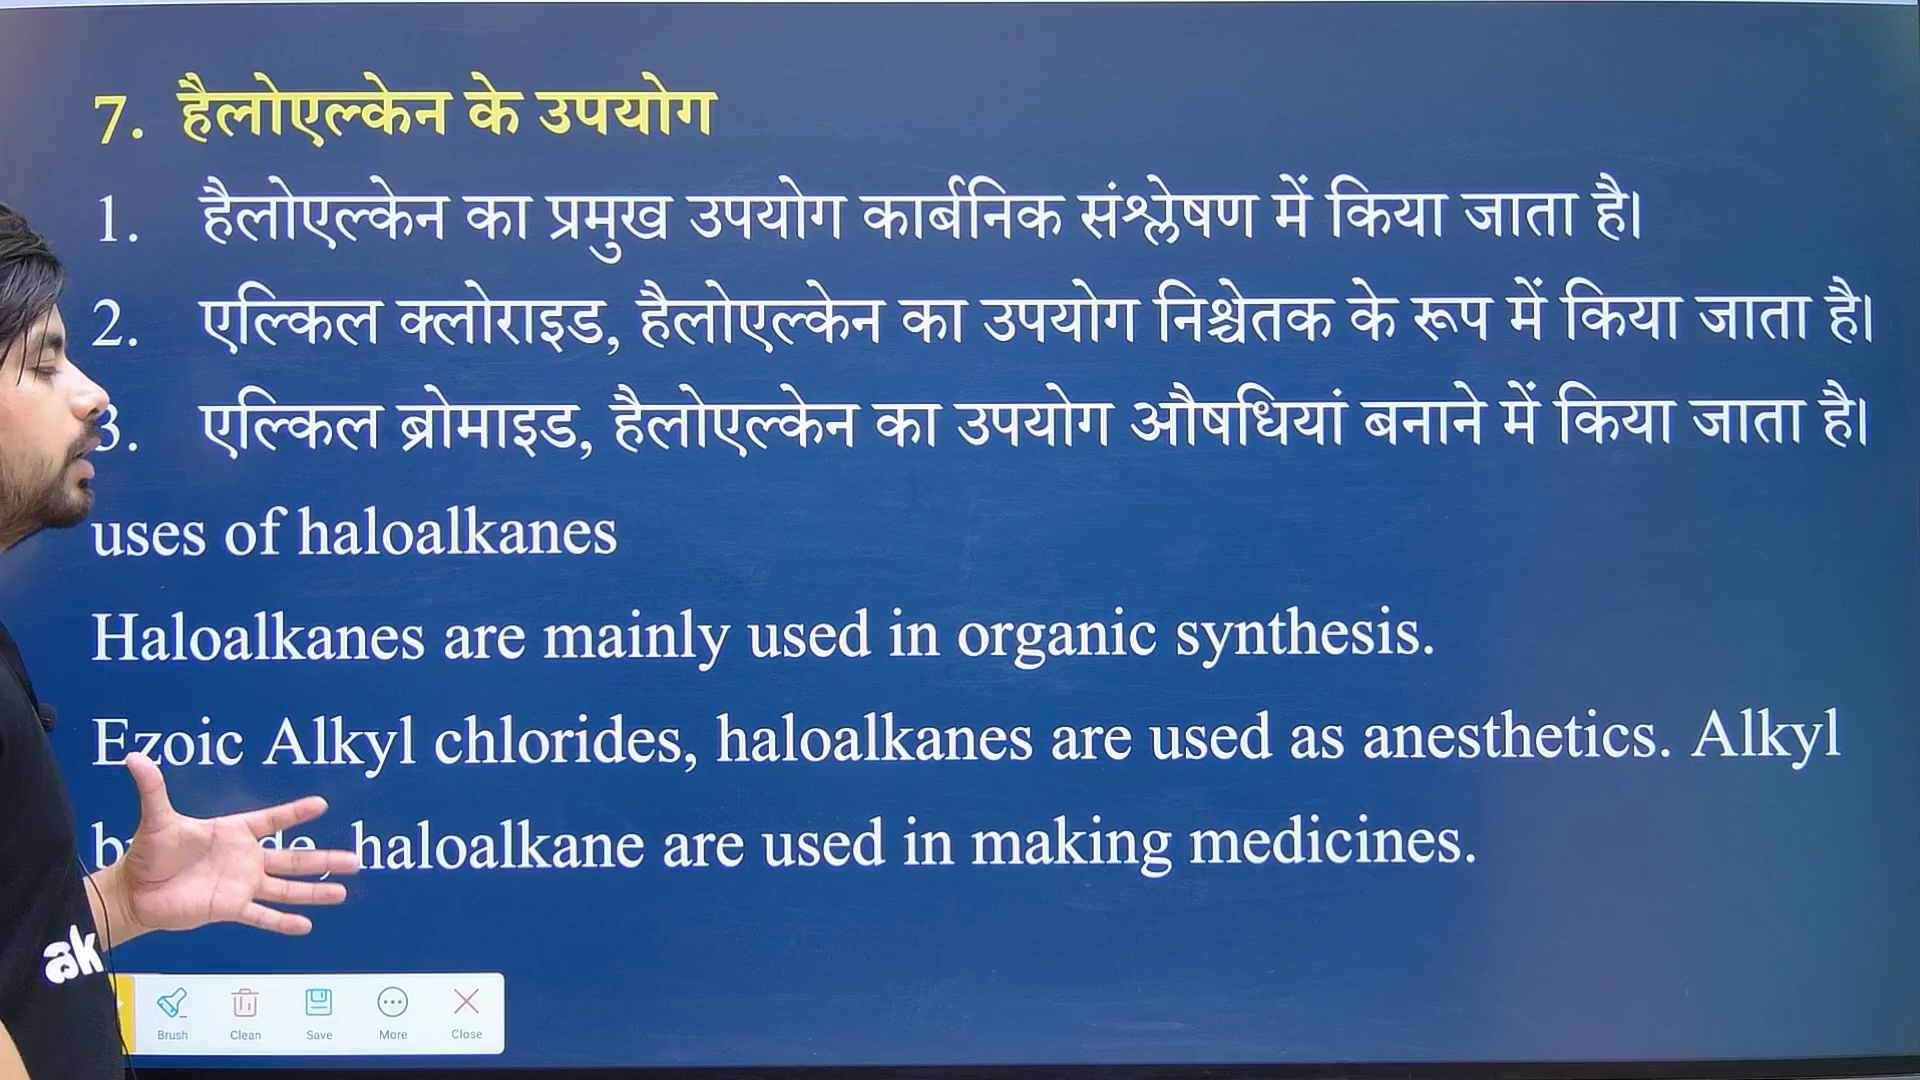 7. हैलोएल्केन के उपयोग
1. हैलोएल्केन का प्रमुख उपयोग कार्बनिक संश्लेषण में किया जाता है।
2. एल्किल क्लोराइड, हैलोएल्केन का उपयोग निश्चेतक के रूप में किया जाता है।
3. एल्किल ब्रोमाइड, हैलोएल्केन का उपयोग औषधियां बनाने में किया जाता है।
uses of haloalkanes
Haloalkanes are mainly used in organic synthesis.
Ezoic Alkyl chlorides, haloalkanes are used as anesthetics. Alkyl
haloalkane are used in making medicines.
ak
Brush Clean Save More Close